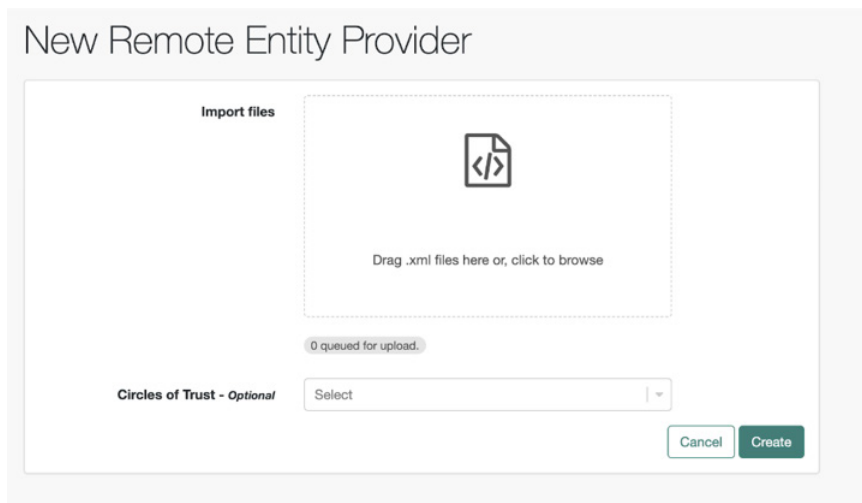 New Remote Entity Provider
Import files
</>
Drag .xml files here or, click to browse
0 queued for upload.
Circles of Trust - Optional
Select
Cancel
Create